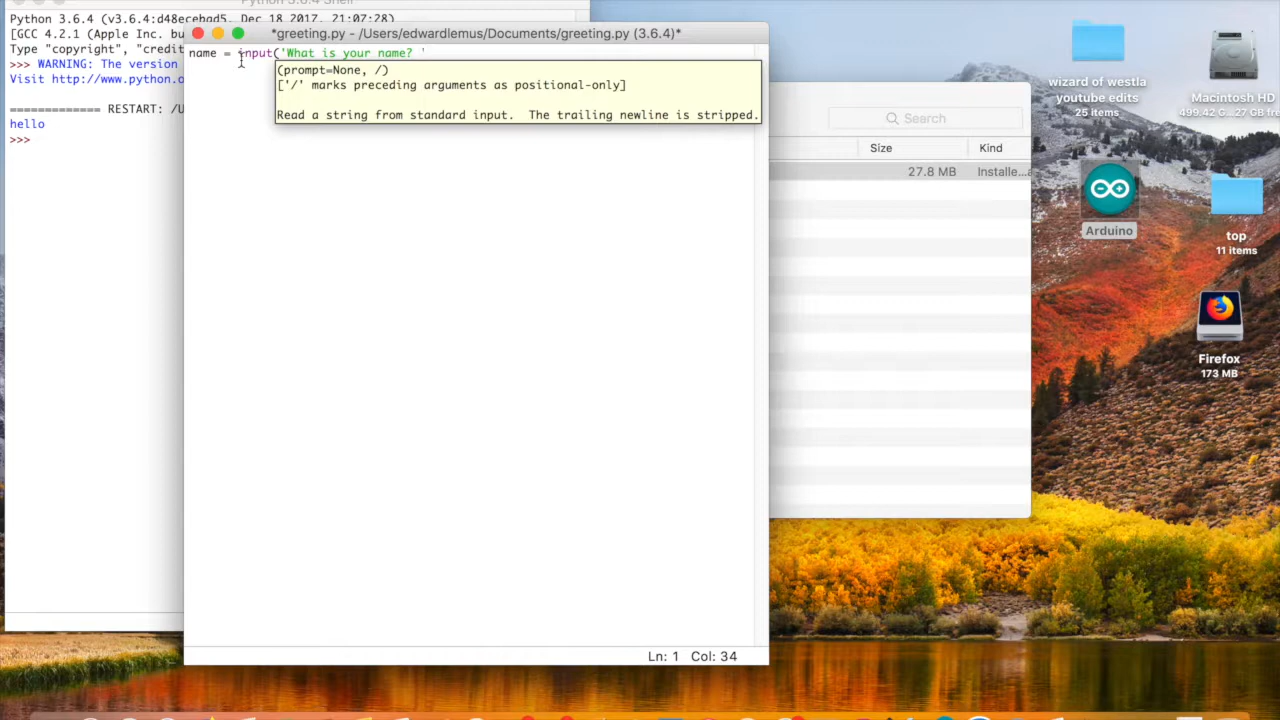 Python 3.6.4 Shell
Python 3.6.4 (v3.6.4:d48ecebad5, Dec 18 2017, 21:07:28)
[GCC 4.2.1 (Apple Inc. bu
Type "copyright", "credit
>>> WARNING: The version
Visit http://www.python.o
============= RESTART: /U
hello
>>>
*greeting.py - /Users/edwardlemus/Documents/greeting.py (3.6.4)*
name = input('What is your name? '
(prompt=None, /)
['/' marks preceding arguments as positional-only]
Read a string from standard input.  The trailing newline is stripped.
Ln: 1 Col: 34
Search
Size Kind
27.8 MB Installe...a
wizard of westla
youtube edits
25 items
Macintosh HD
499.42 G...27 GB fre
Arduino
top
11 items
Firefox
173 MB